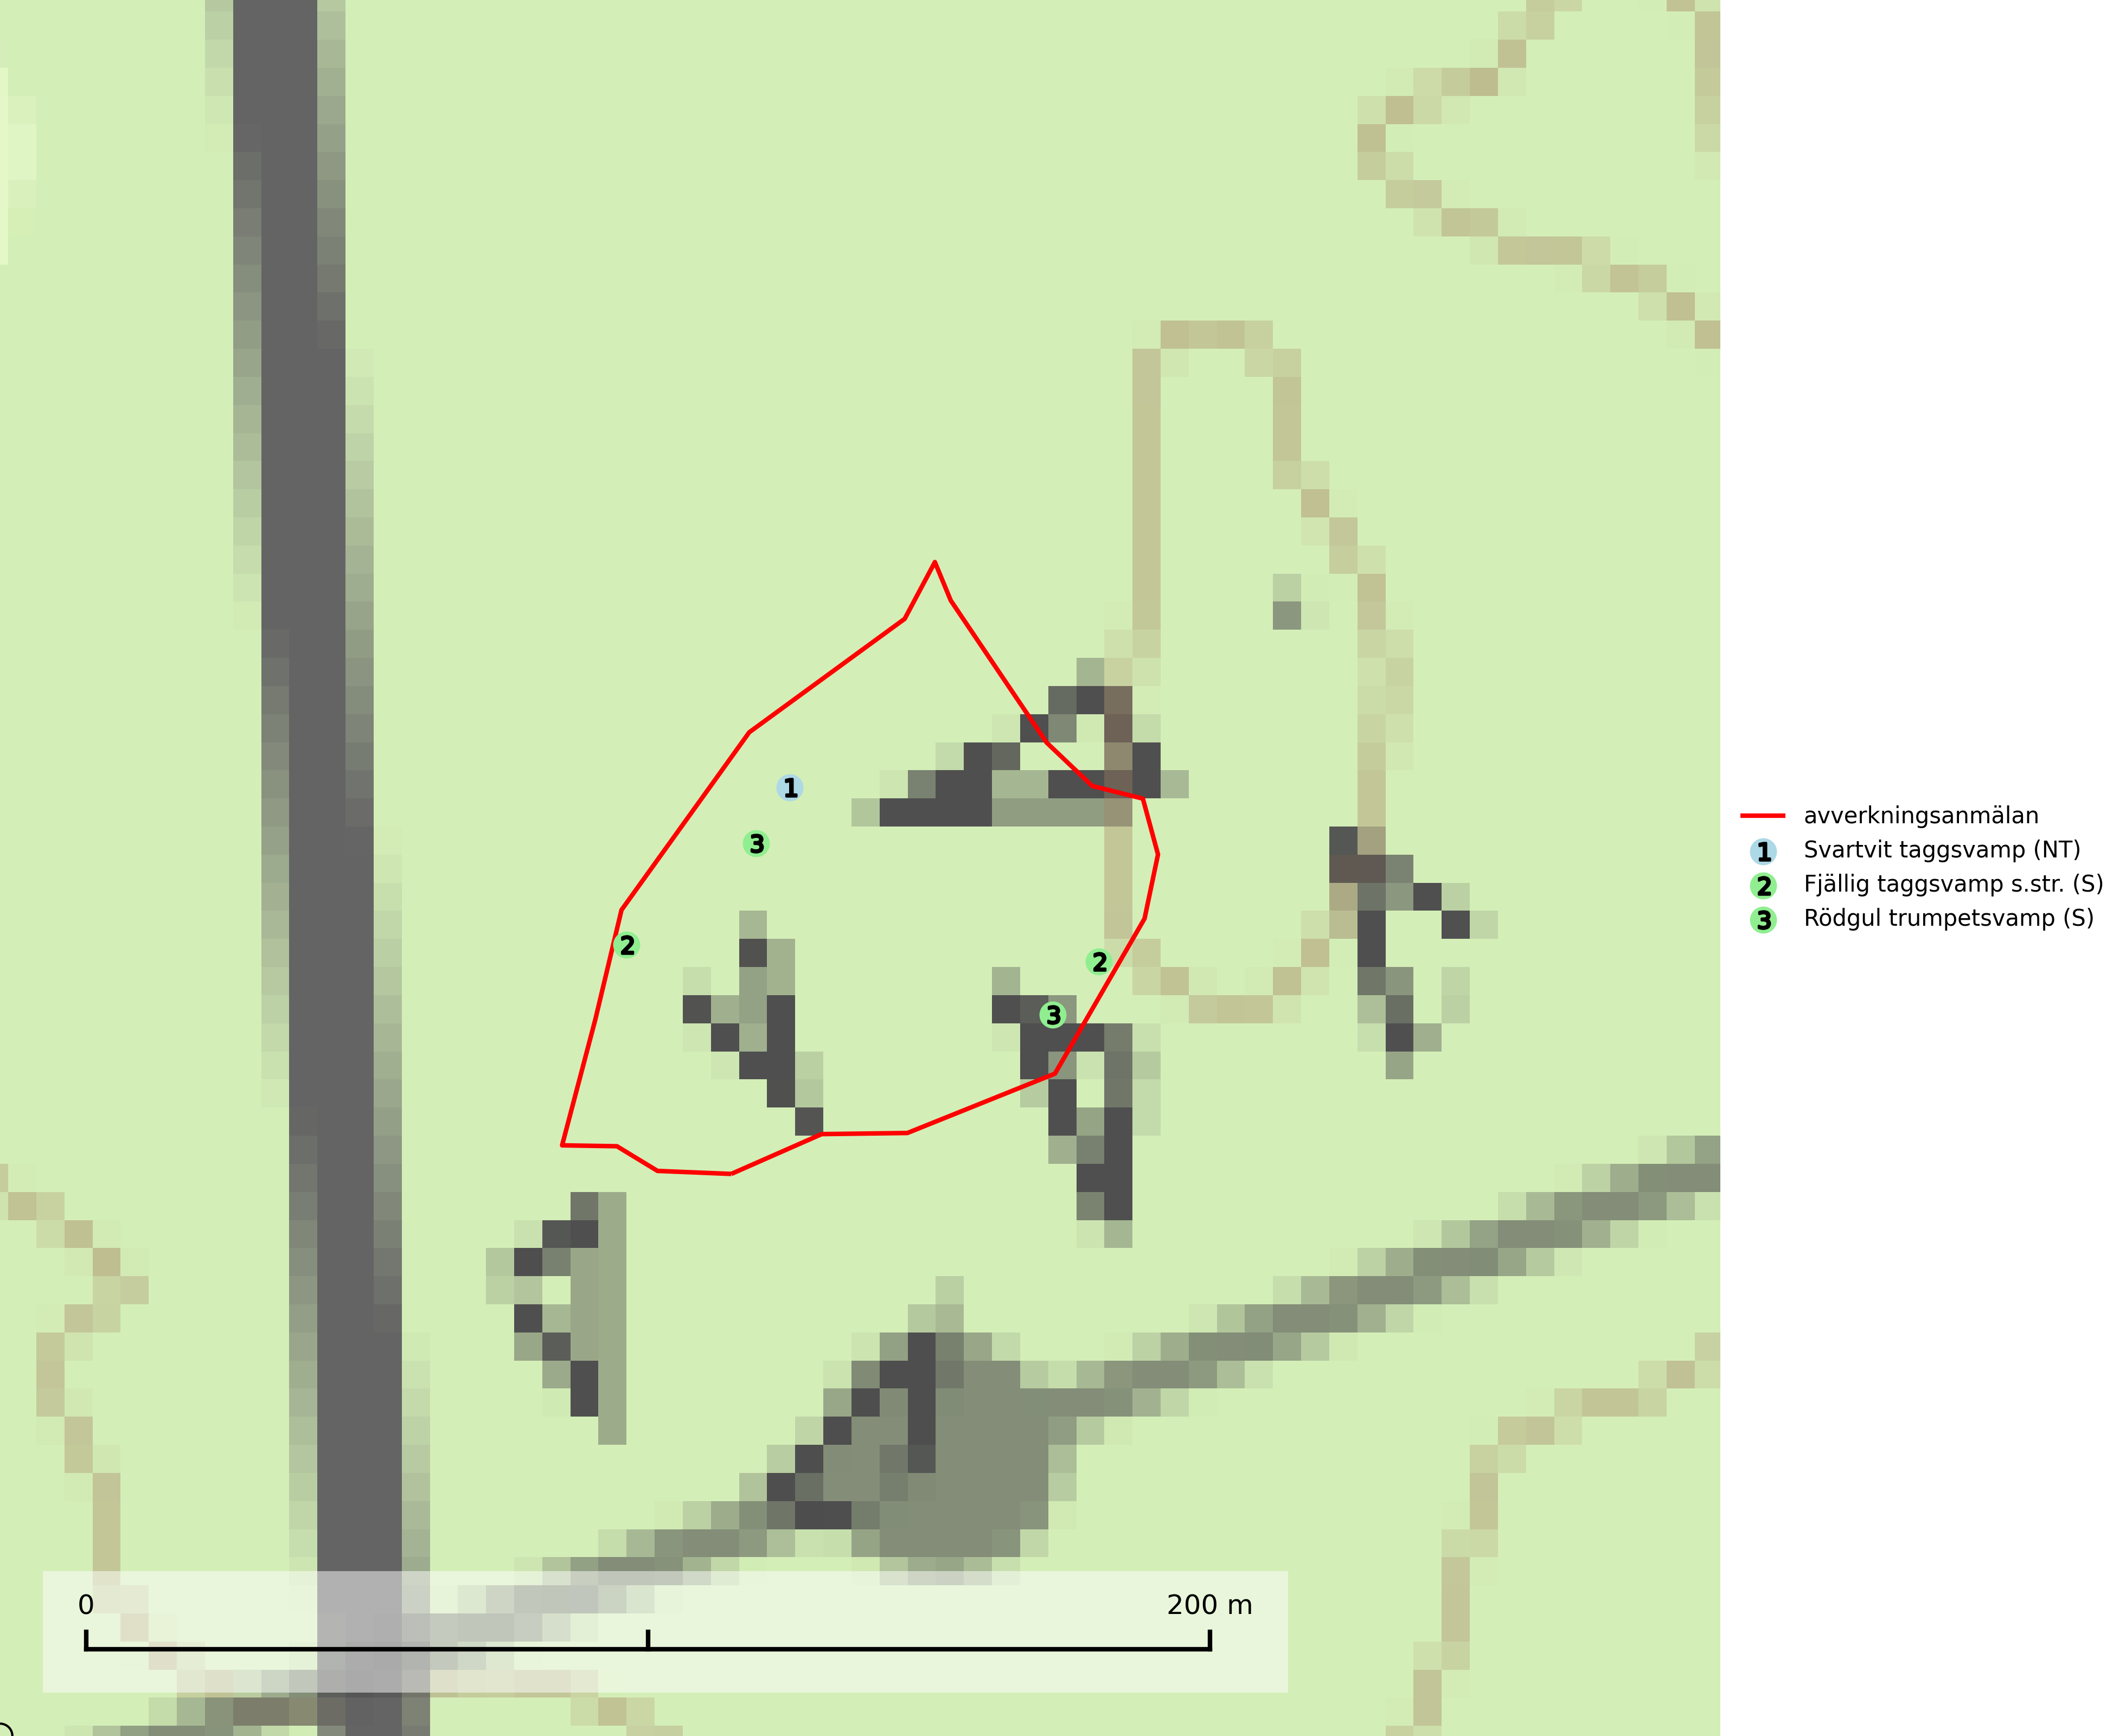 1
3
2
2
3
avverkningsanmälan
1 Svartvit taggsvamp (NT)
2 Fjällig taggsvamp s.str. (S)
3 Rödgul trumpetsvamp (S)
0 200 m